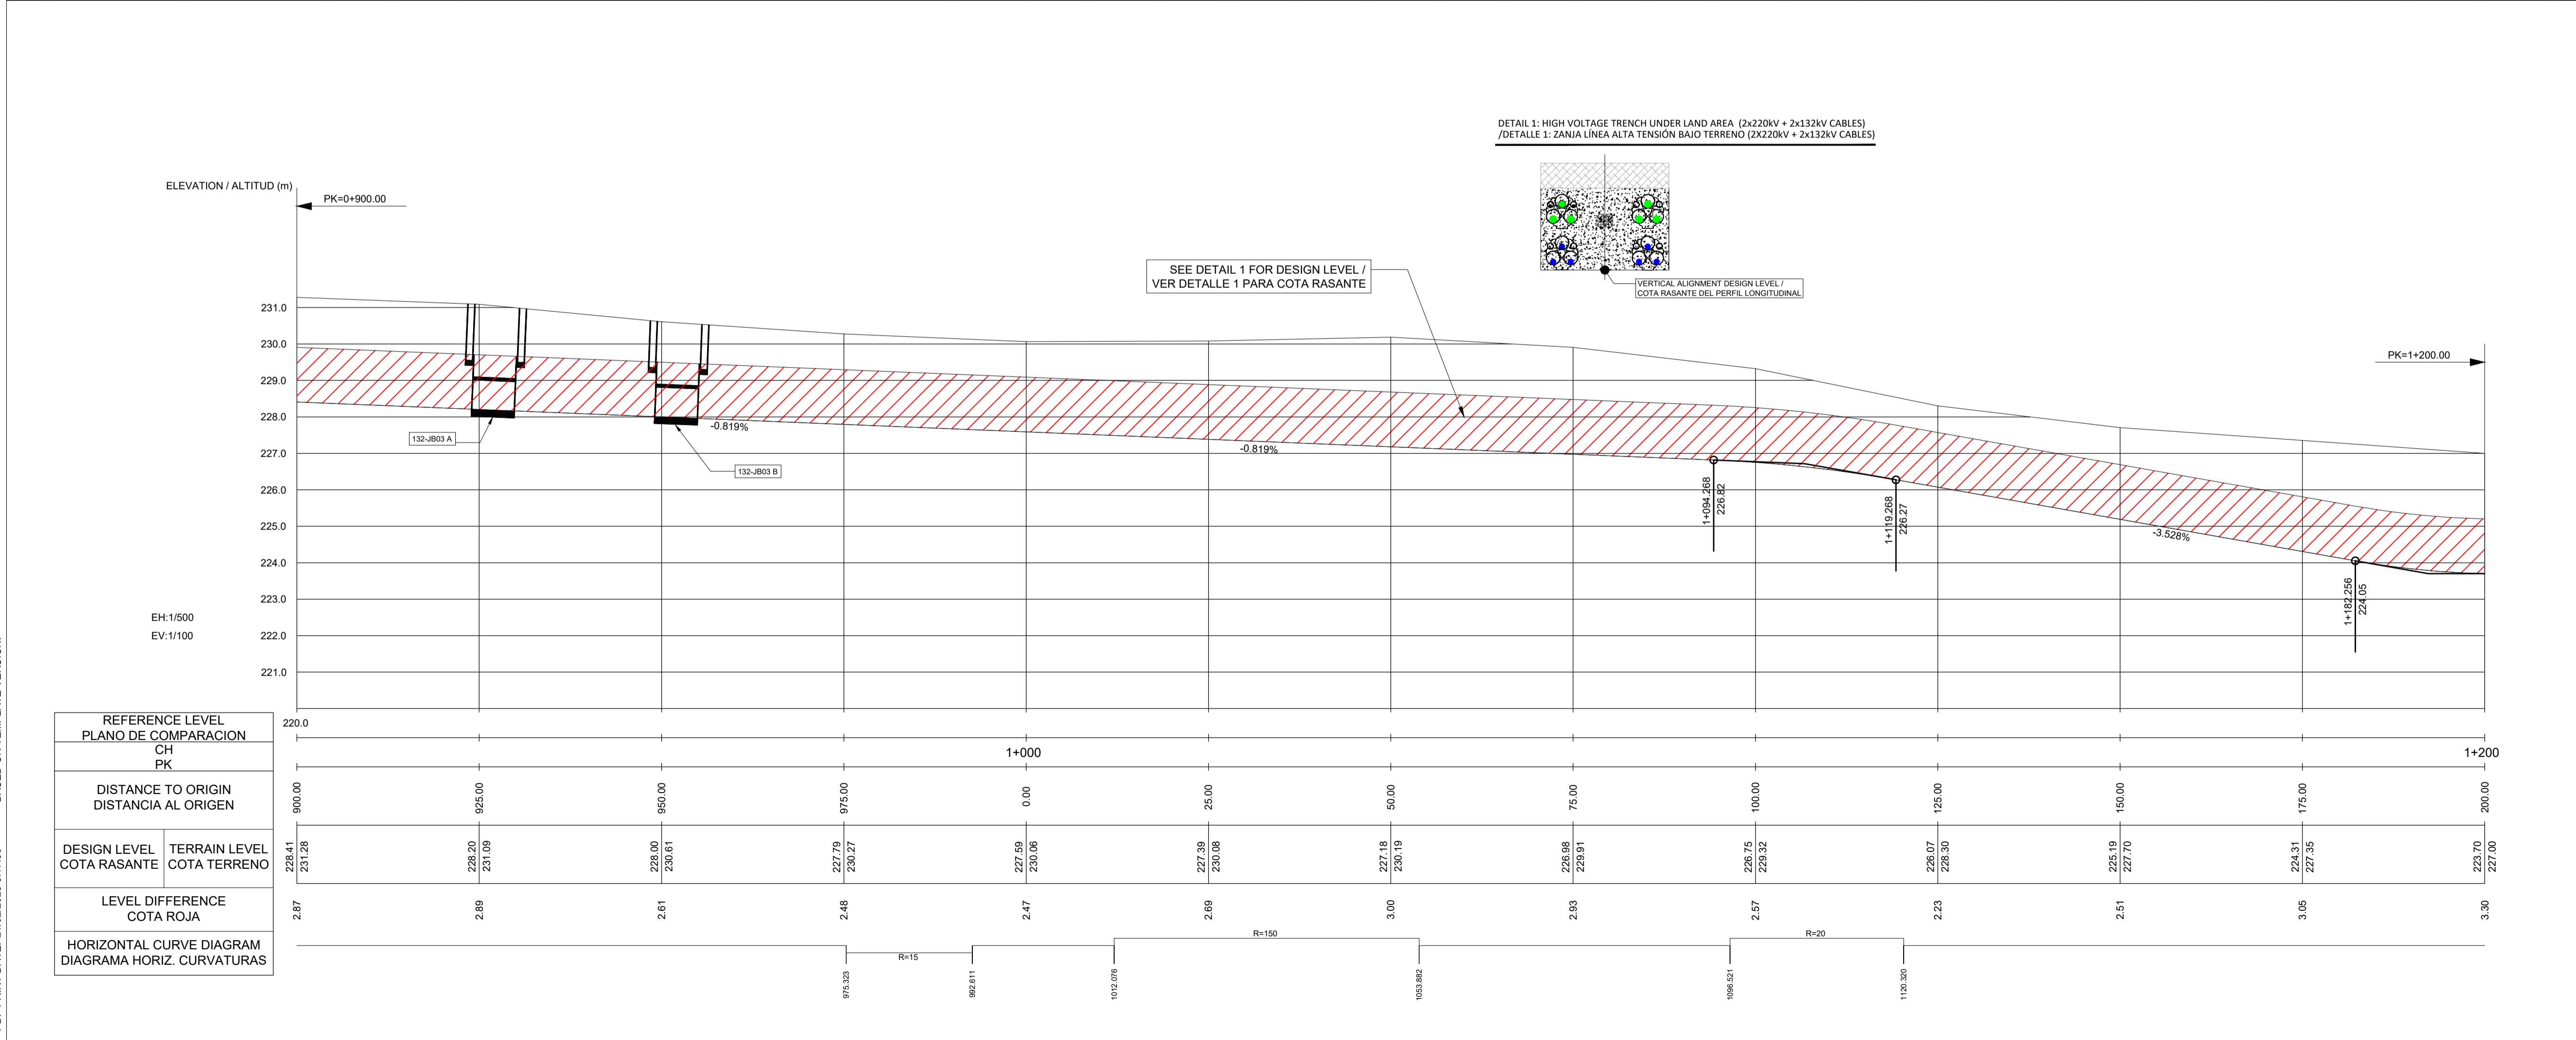 DETAIL 1: HIGH VOLTAGE TRENCH UNDER LAND AREA (2x220kV + 2x132kV CABLES)
/DETALLE 1: ZANJA LÍNEA ALTA TENSIÓN BAJO TERRENO (2X220kV + 2x132kV CABLES)
ELEVATION / ALTITUD (m)
PK=0+900.00
SEE DETAIL 1 FOR DESIGN LEVEL /
VER DETALLE 1 PARA COTA RASANTE
VERTICAL ALIGNMENT DESIGN LEVEL /
COTA RASANTE DEL PERFIL LONGITUDINAL
PK=1+200.00
231.0
230.0
229.0
228.0
227.0
226.0
225.0
224.0
223.0
222.0
221.0
132-JB03 A
132-JB03 B
-0.819%
-0.819%
1+094.268
226.82
1+119.268
226.27
-3.528%
1+182.256
224.05
EH:1/500
EV:1/100
REFERENCE LEVEL
PLANO DE COMPARACION
220.0
CH
PK
1+000
1+200
DISTANCE TO ORIGIN
DISTANCIA AL ORIGEN
900.00 925.00 950.00 975.00 0.00 25.00 50.00 75.00 100.00 125.00 150.00 175.00 200.00
DESIGN LEVEL
COTA RASANTE
TERRAIN LEVEL
COTA TERRENO
228.41 228.20 228.00 227.79 227.59 227.39 227.18 226.98 226.75 226.07 225.19 224.31 223.70
231.28 231.09 230.61 230.27 230.06 230.08 230.19 229.91 229.32 228.30 227.70 227.35 227.00
LEVEL DIFFERENCE
COTA ROJA
2.87 2.89 2.61 2.48 2.47 2.69 3.00 2.93 2.57 2.23 2.51 3.05 3.30
HORIZONTAL CURVE DIAGRAM
DIAGRAMA HORIZ. CURVATURAS
R=15
R=150
R=20
975.323 992.611 1012.076 1053.882 1096.521 1120.320